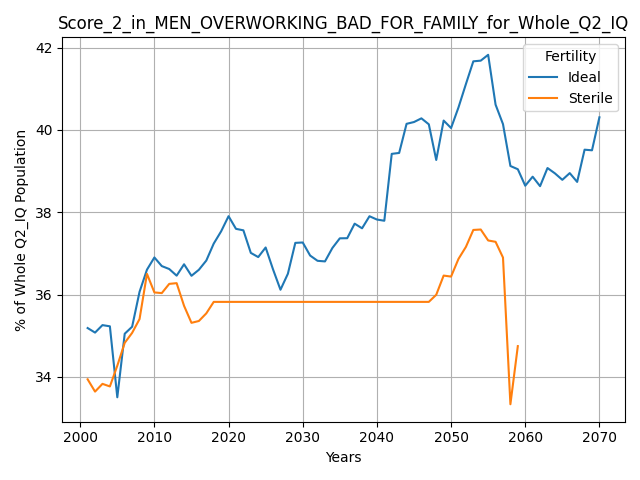 Score_2_in_MEN_OVERWORKING_BAD_FOR_FAMILY_for_Whole_Q2_IQ
Fertility
Ideal
Sterile
% of Whole Q2_IQ Population
42
40
38
36
34
2000 2010 2020 2030 2040 2050 2060 2070
Years